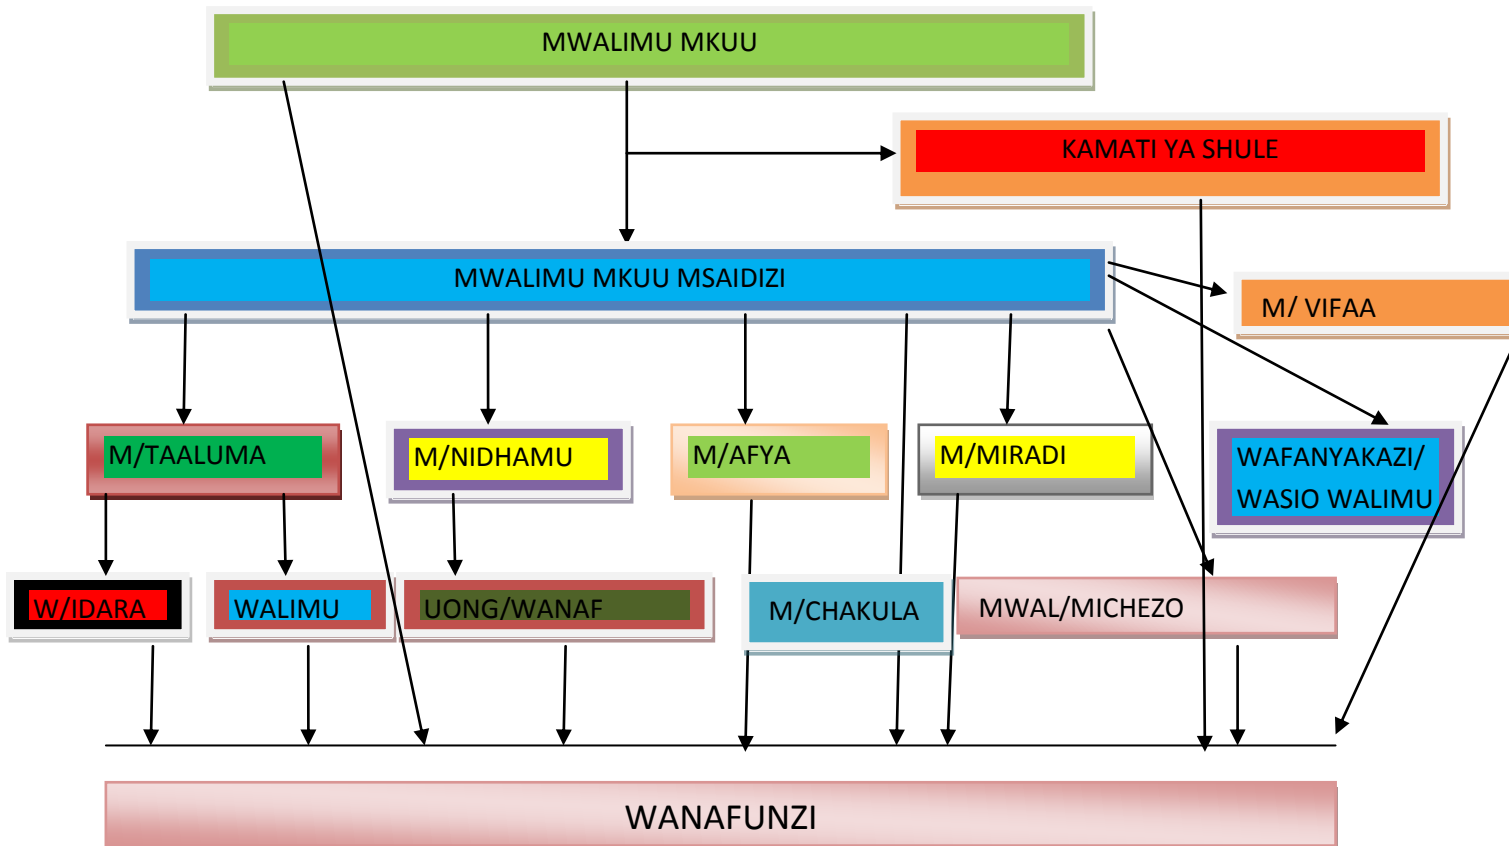 MWALIMU MKUU
KAMATI YA SHULE
MWALIMU MKUU MSAIDIZI
M/ VIFAA
M/TAALUMA
M/NIDHAMU
M/AFYA
M/MIRADI
WAFANYAKAZI/
WASIO WALIMU
W/IDARA
WALIMU
UONG/WANAF
M/CHAKULA
MWAL/MICHEZO
WANAFUNZI